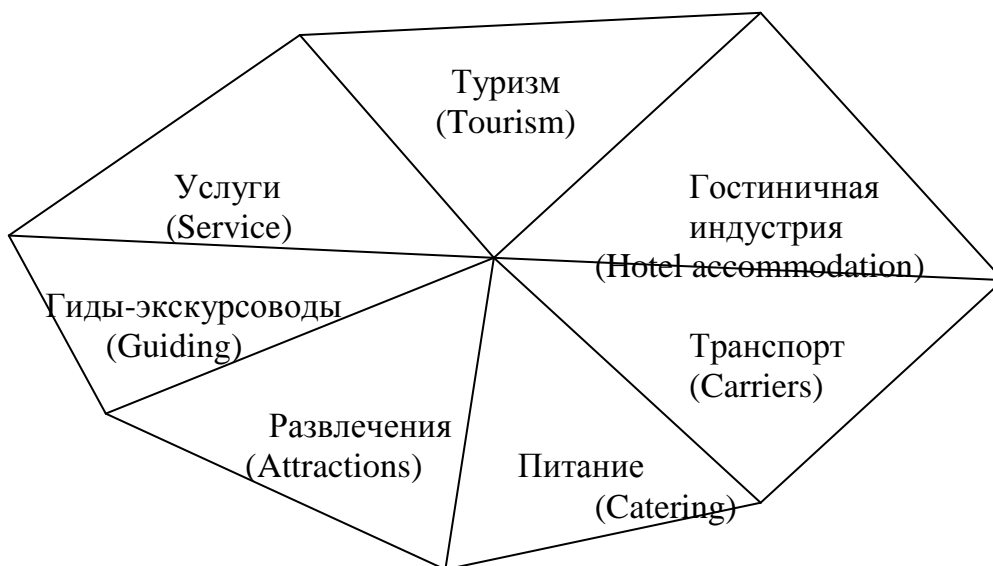 Туризм
(Tourism)
Услуги
(Service)
Гостиничная
индустрия
(Hotel accommodation)
Гиды-экскурсоводы
(Guiding)
Транспорт
(Carriers)
Развлечения
(Attractions)
Питание
(Catering)